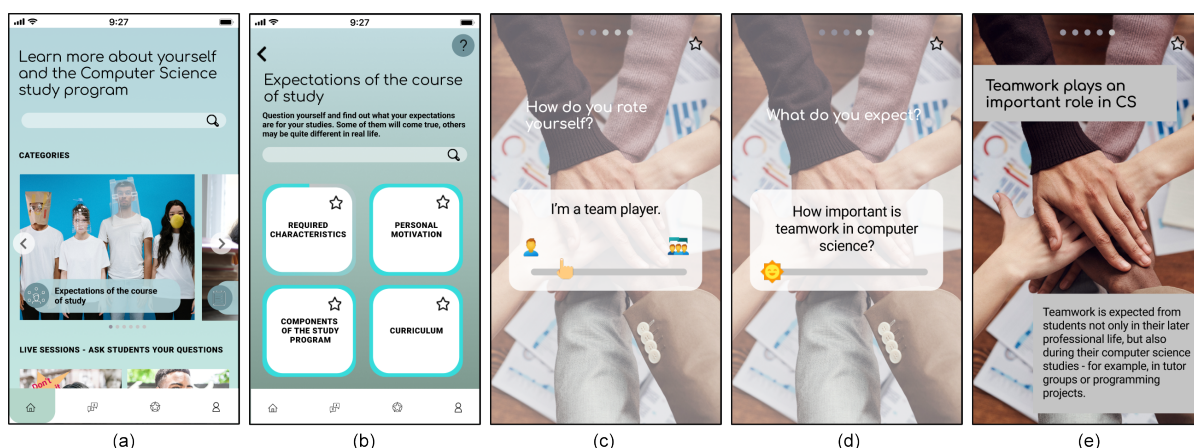 9:27
Learn more about yourself
and the Computer Science
study program
CATEGORIES
Expectations of the course
of study
LIVE SESSIONS - ASK STUDENTS YOUR QUESTIONS
Don't
(a)
9:27
?
Expectations of the course
of study
Question yourself and find out what your expectations
are for your studies. Some of them will come true, others
may be quite different in real life.
REQUIRED
CHARACTERISTICS
PERSONAL
MOTIVATION
COMPONENTS
OF THE STUDY
PROGRAM
CURRICULUM
(b)
How do you rate
yourself?
I'm a team player.
(c)
What do you expect?
How important is
teamwork in computer
science?
(d)
Teamwork plays an
important role in CS
Teamwork is expected from
students not only in their later
professional life, but also
during their computer science
studies - for example, in tutor
groups or programming
projects.
(e)